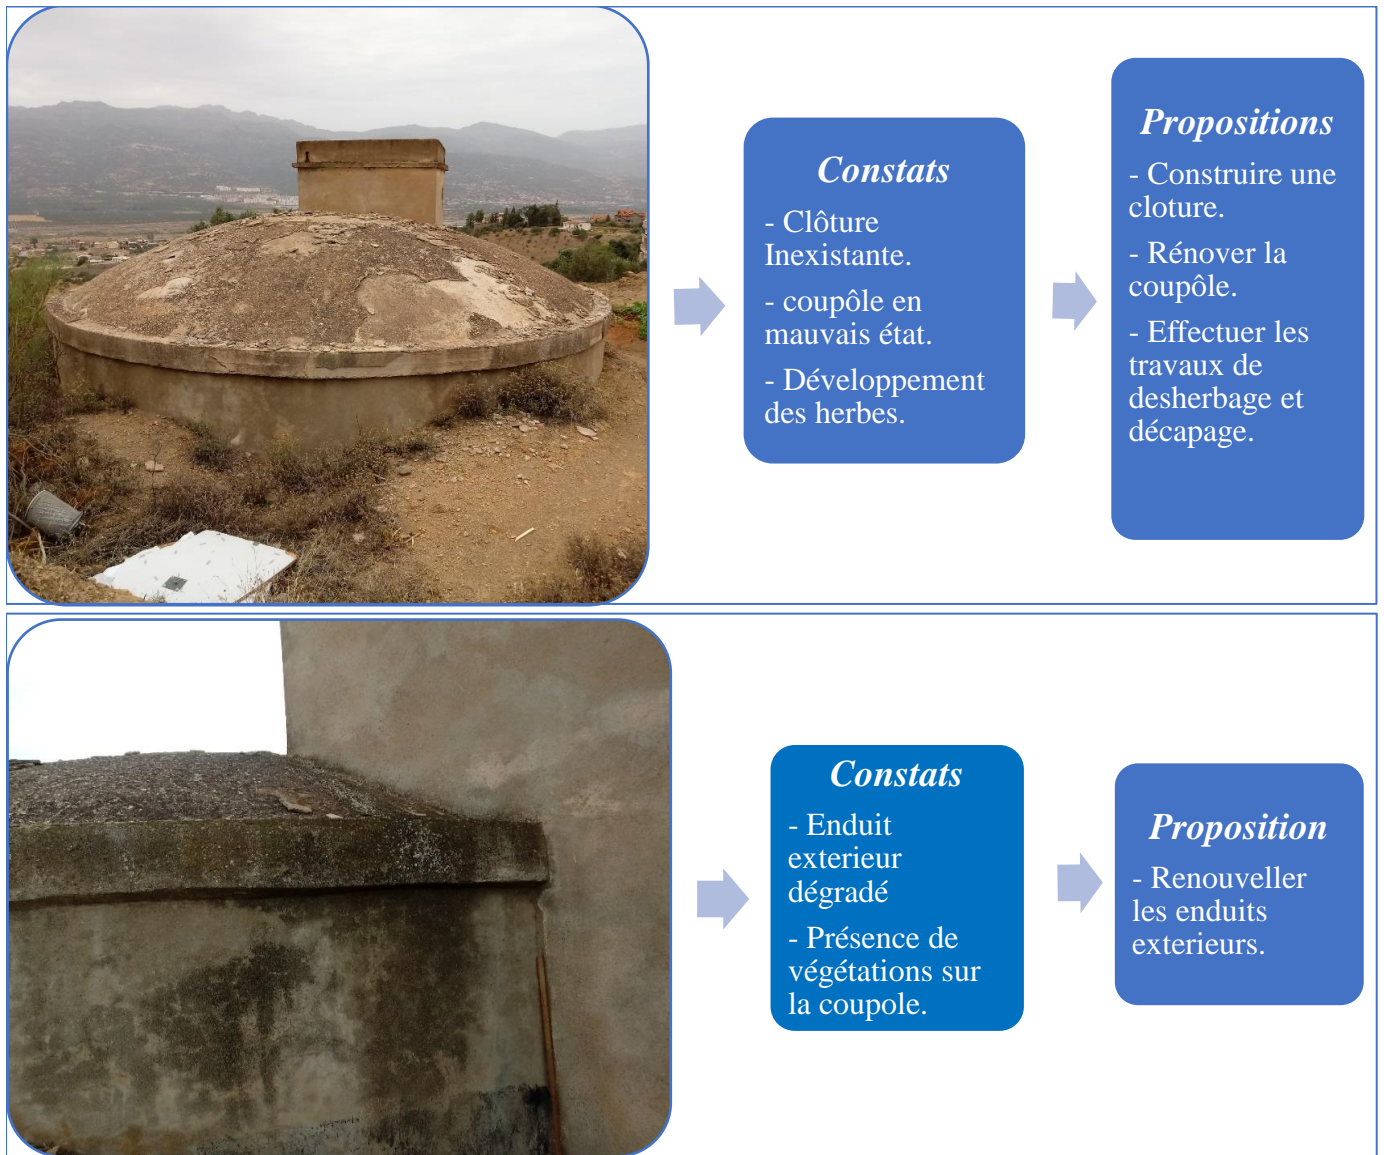 Constats
- Clôture
Inexistante.
- coupôle en
mauvais état.
- Développement
des herbes.
Propositions
- Construire une
cloture.
- Rénover la
coupôle.
- Effectuer les
travaux de
desherbage et
décapage.
Constats
- Enduit
exterieur
dégradé
- Présence de
végétations sur
la coupole.
Proposition
- Renouveller
les enduits
exterieurs.